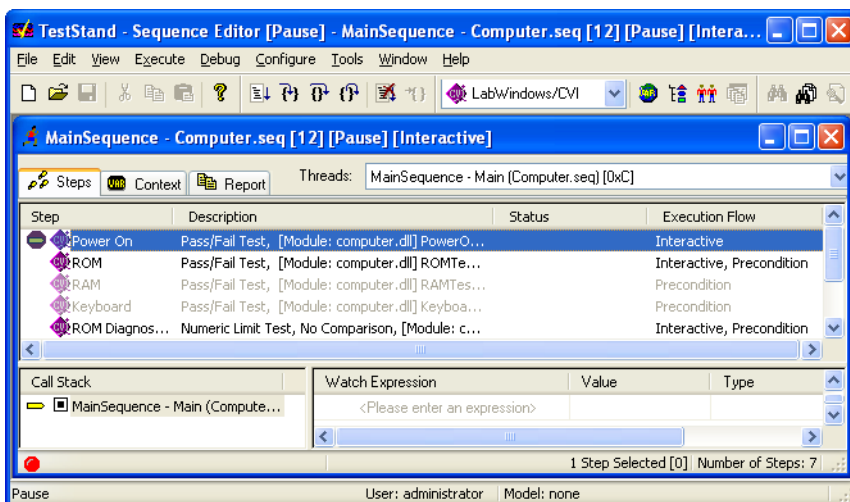 TestStand - Sequence Editor [Pause] - MainSequence - Computer.seq [12] [Pause] [Intera...
File Edit View Execute Debug Configure Tools Window Help
LabWindows/CVI
MainSequence - Computer.seq [12] [Pause] [Interactive]
Steps Context Report Threads: MainSequence - Main (Computer.seq) [0xC]
Step Description Status Execution Flow
Power On Pass/Fail Test, [Module: computer.dll] PowerO... Interactive
ROM Pass/Fail Test, [Module: computer.dll] ROMTe... Interactive, Precondition
RAM Pass/Fail Test, [Module: computer.dll] RAMTes... Precondition
Keyboard Pass/Fail Test, [Module: computer.dll] Keyboa... Precondition
ROM Diagnos... Numeric Limit Test, No Comparison, [Module: c... Interactive, Precondition
Call Stack Watch Expression Value Type
MainSequence - Main (Compute... <Please enter an expression>
1 Step Selected [0] Number of Steps: 7
Pause User: administrator Model: none